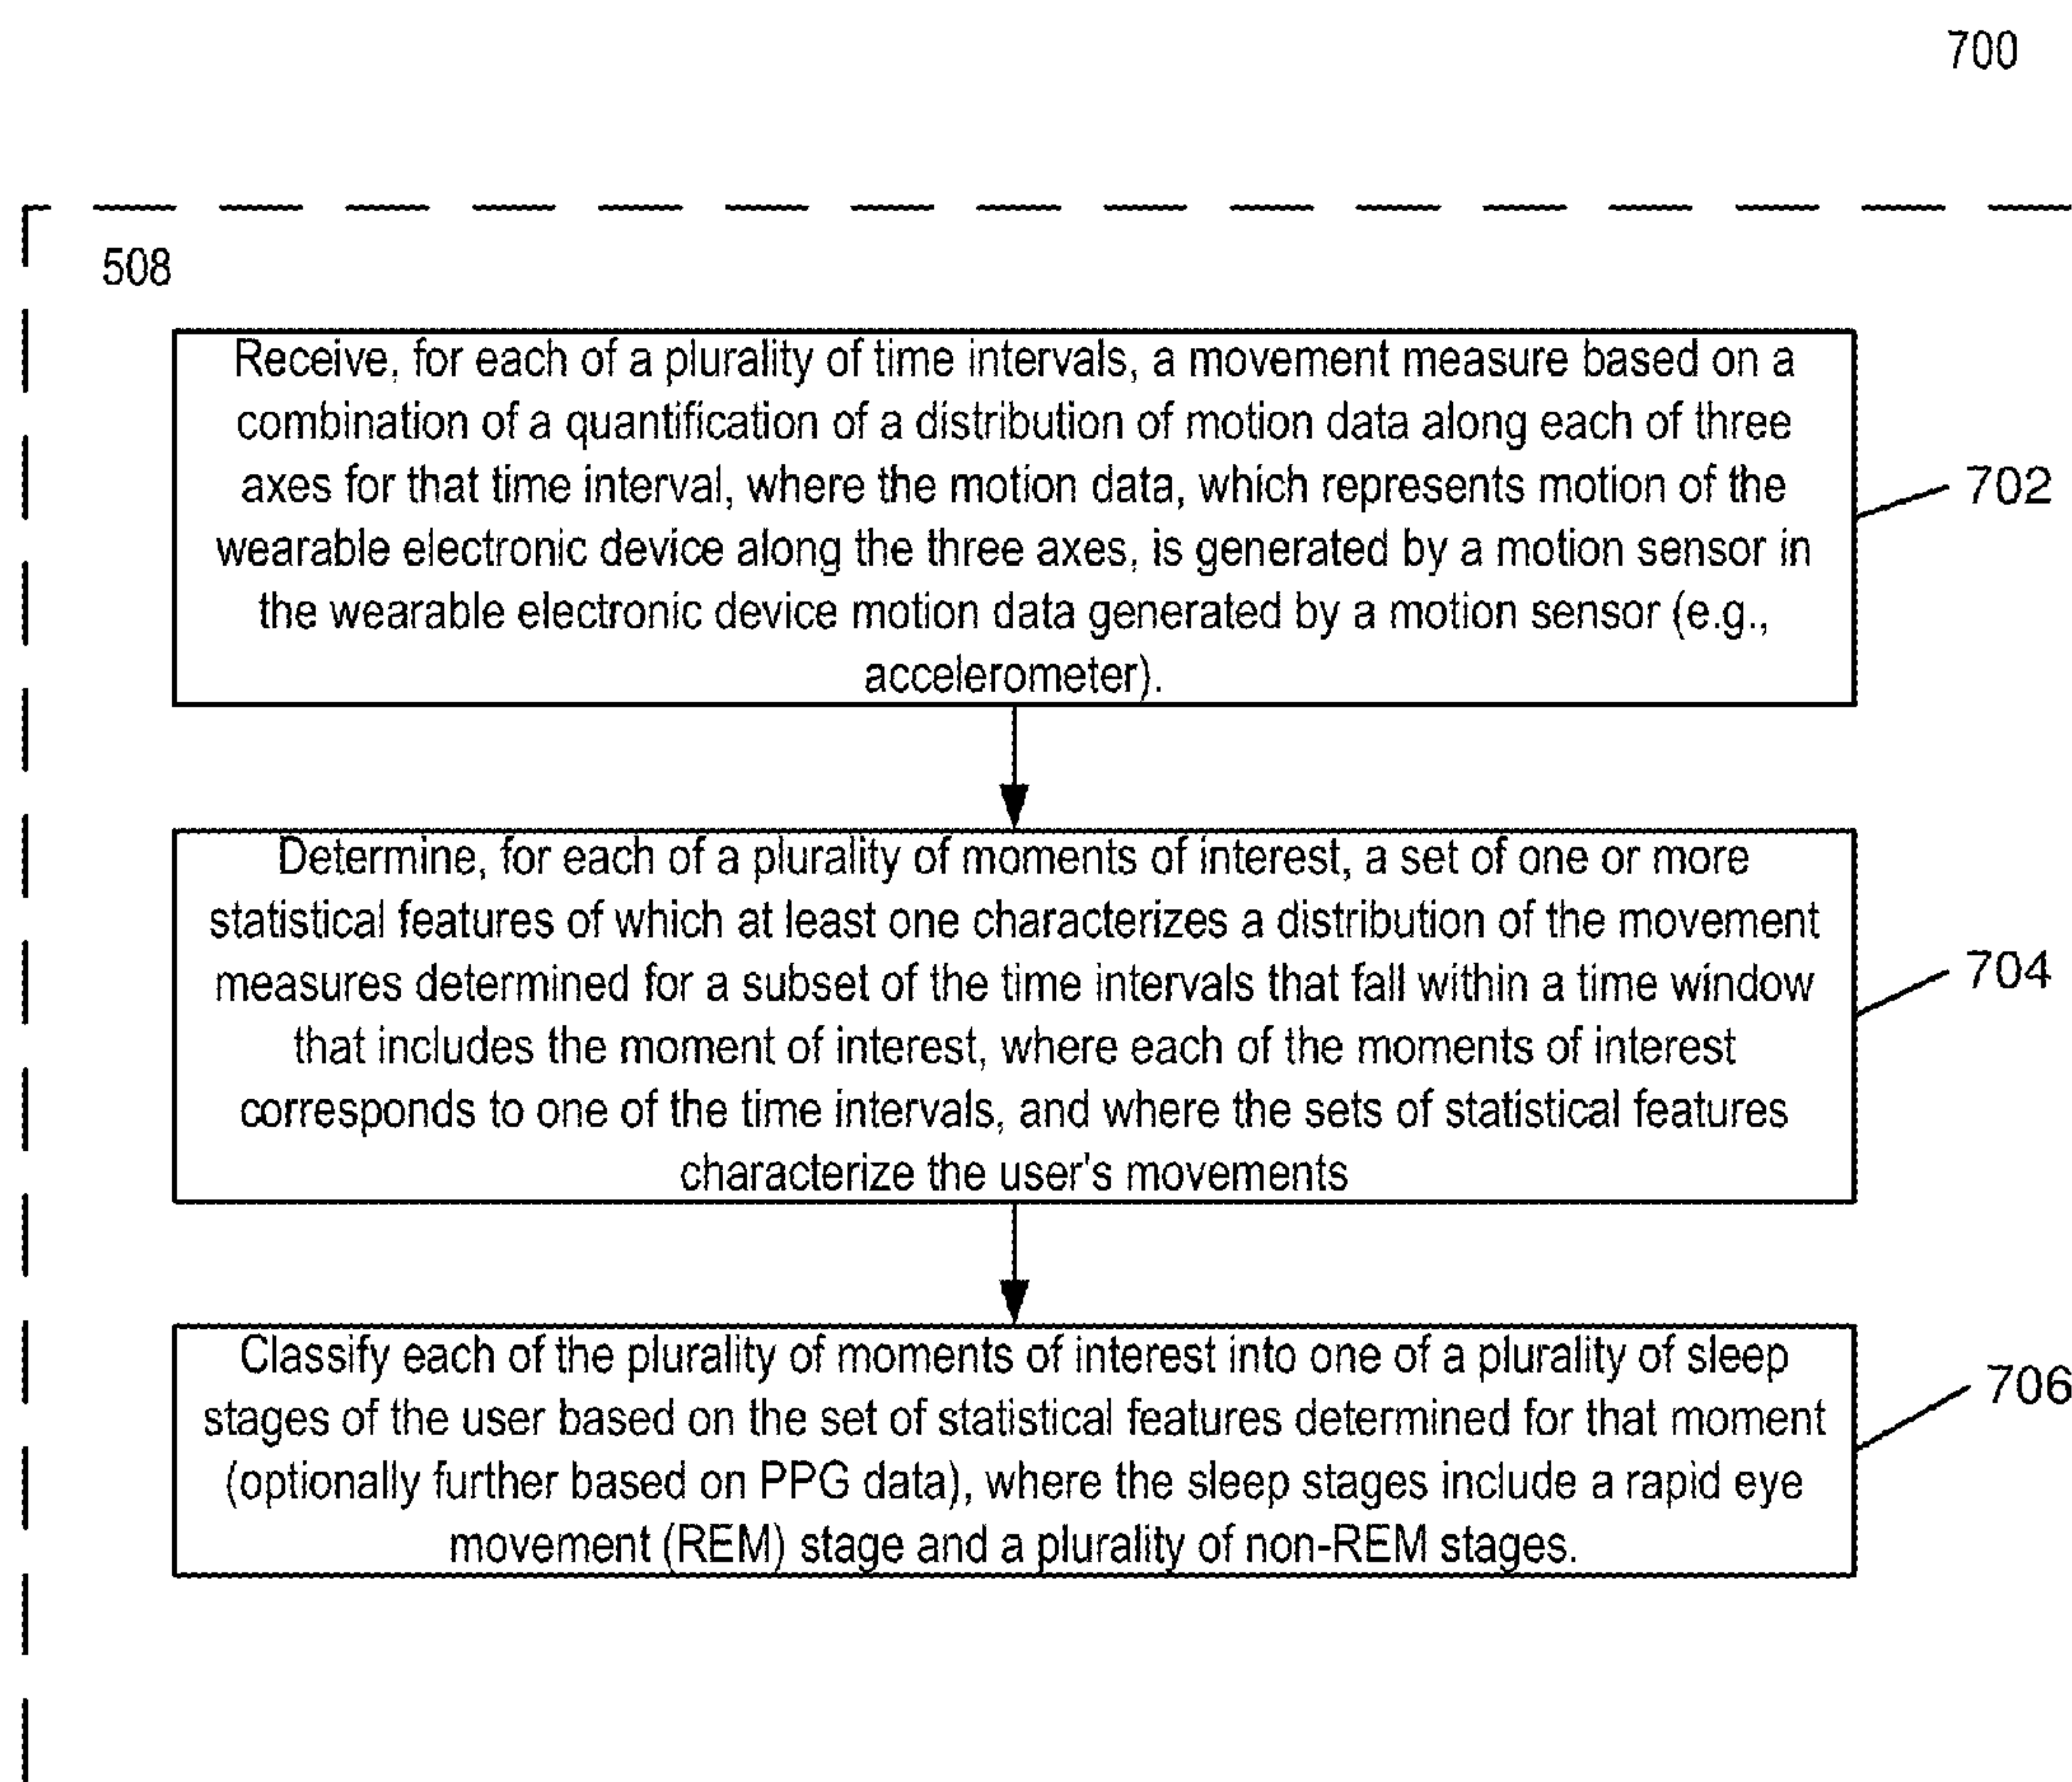 700
508
Receive, for each of a plurality of time intervals, a movement measure based on a
combination of a quantification of a distribution of motion data along each of three
axes for that time interval, where the motion data, which represents motion of the
wearable electronic device along the three axes, is generated by a motion sensor in
the wearable electronic device motion data generated by a motion sensor (e.g.,
accelerometer).
702
Determine, for each of a plurality of moments of interest, a set of one or more
statistical features of which at least one characterizes a distribution of the movement
measures determined for a subset of the time intervals that fall within a time window
that includes the moment of interest, where each of the moments of interest
corresponds to one of the time intervals, and where the sets of statistical features
characterize the user's movements
704
Classify each of the plurality of moments of interest into one of a plurality of sleep
stages of the user based on the set of statistical features determined for that moment
(optionally further based on PPG data), where the sleep stages include a rapid eye
movement (REM) stage and a plurality of non-REM stages.
706